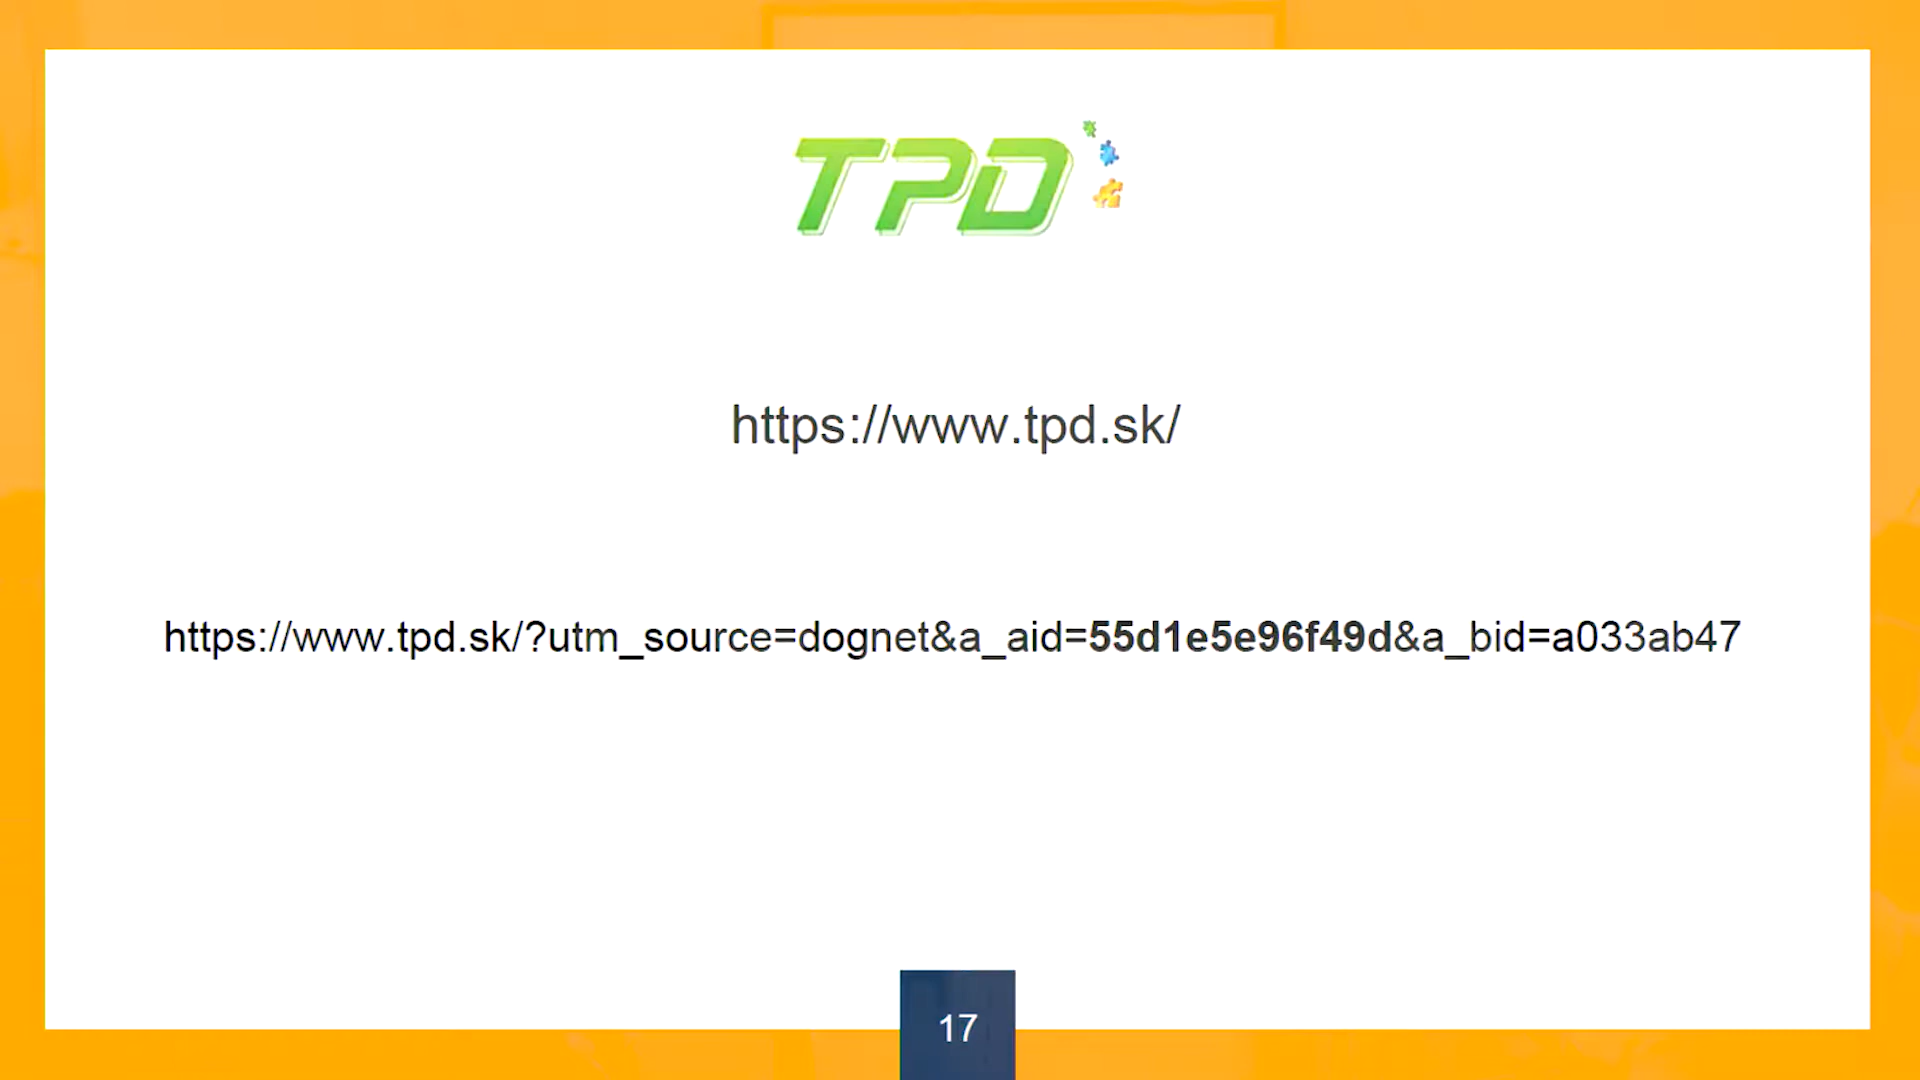 TPD
https://www.tpd.sk/
https://www.tpd.sk/?utm_source=dognet&a_aid=55d1e5e96f49d&a_bid=a033ab47
17